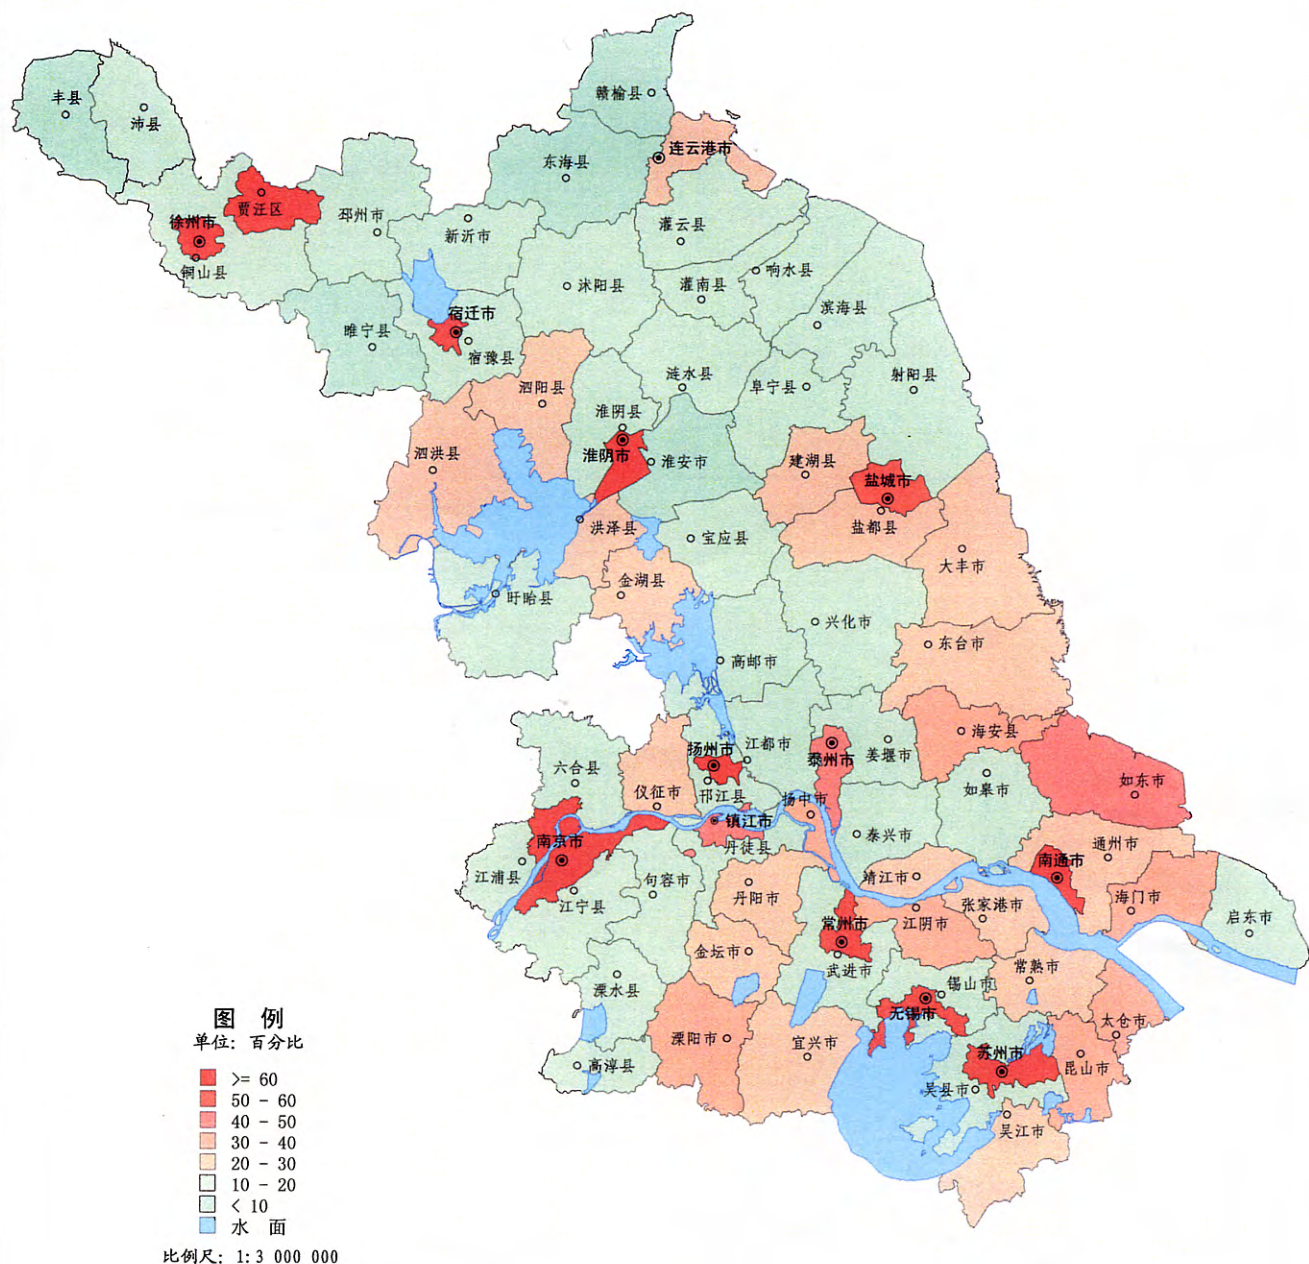 丰县
沛县
赣榆县
连云港市
东海县
贾汪区
徐州市
铜山县
邳州市
新沂市
灌云县
沭阳县
灌南县
响水县
滨海县
睢宁县
宿迁市
宿豫县
泗阳县
涟水县
阜宁县
射阳县
淮阴县
泗洪县
淮阴市
淮安市
建湖县
盐城市
盐都县
洪泽县
宝应县
大丰市
金湖县
盱眙县
兴化市
东台市
高邮市
海安县
扬州市
江都市
泰州市
姜堰市
六合县
仪征市
邗江县
扬中市
如皋市
如东市
南京市
镇江市
丹徒县
泰兴市
南通市
通州市
江浦县
江宁县
句容市
丹阳市
靖江市
张家港市
海门市
启东市
常州市
江阴市
金坛市
武进市
常熟市
溧水县
锡山市
无锡市
太仓市
溧阳市
宜兴市
苏州市
昆山市
高淳县
吴县市
吴江市
图 例
单位: 百分比
>= 60
50 - 60
40 - 50
30 - 40
20 - 30
10 - 20
< 10
水 面
比例尺: 1:3 000 000